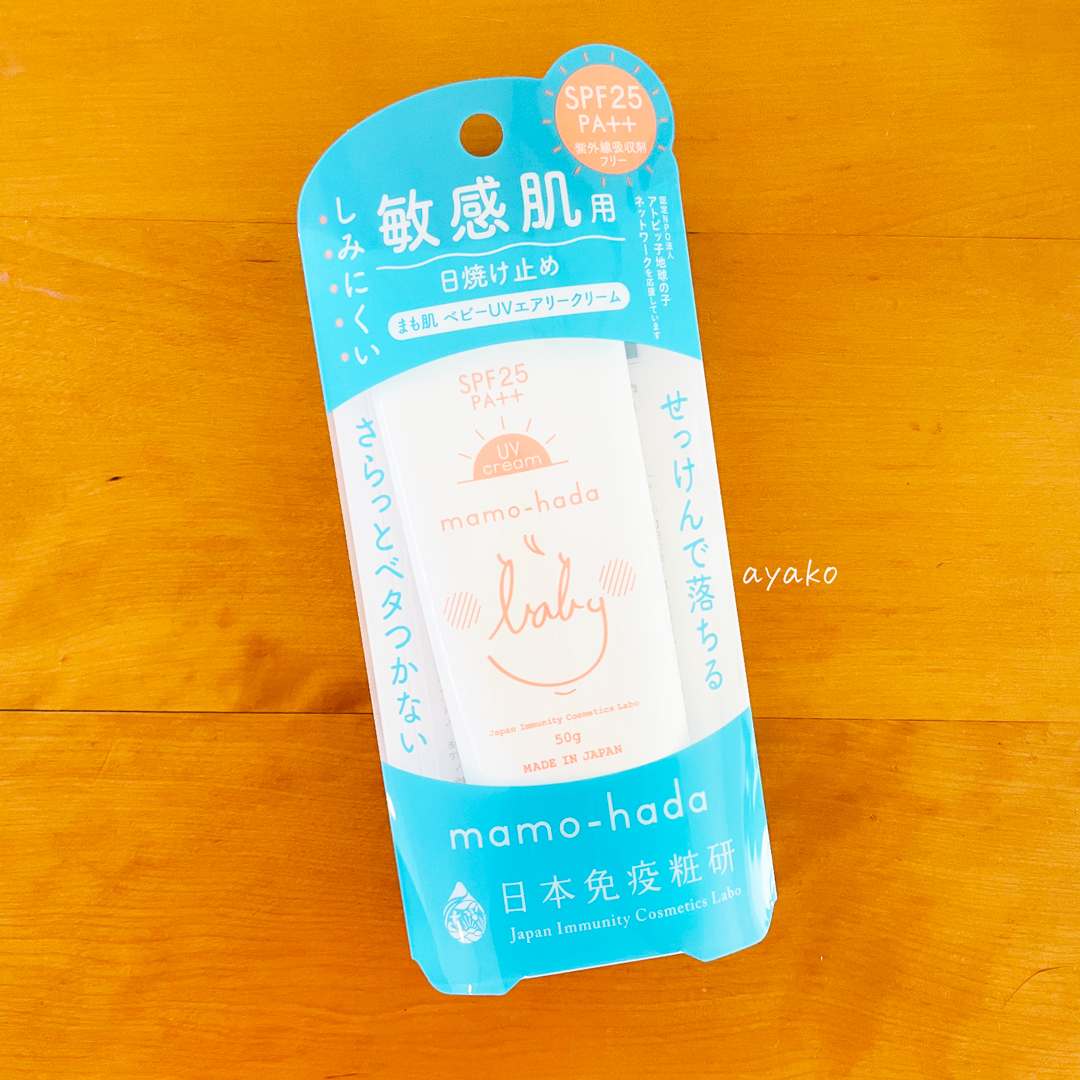 SPF25
PA++
紫外線吸収剤
フリー
敏感肌用
日焼け止め
まも肌 ベビーUVエアリークリーム
しみにくい
認定NPO法人
アトピッ子地球の子
ネットワークを応援しています
SPF25
PA++
UV
cream
mamo-hada
baby
Japan Immunity Cosmetics Labo
50g
MADE IN JAPAN
さらっとベタつかない
せっけんで落ちる
ayako
mamo-hada
日本免疫粧研
Japan Immunity Cosmetics Labo